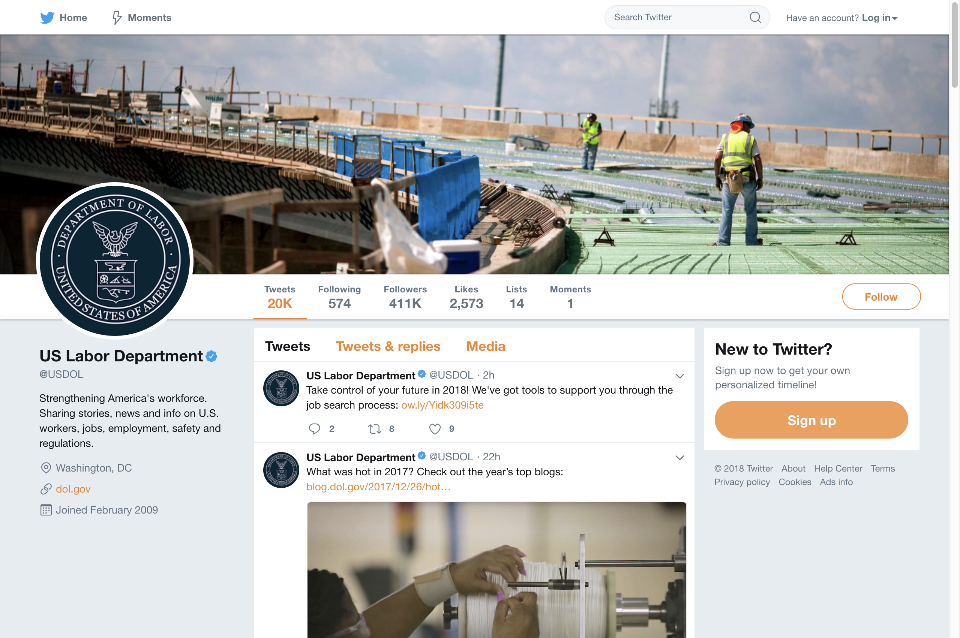 Home
Moments
Search Twitter
Have an account? Log in
DEPARTMENT OF LABOR
UNITED STATES OF AMERICA
Tweets
20K
Following
574
Followers
411K
Likes
2,573
Lists
14
Moments
1
Follow
US Labor Department
@USDOL
Strengthening America's workforce.
Sharing stories, news and info on U.S.
workers, jobs, employment, safety and
regulations.
Washington, DC
dol.gov
Joined February 2009
Tweets
Tweets & replies
Media
US Labor Department @USDOL · 2h
Take control of your future in 2018! We've got tools to support you through the
job search process: ow.ly/Yidk309i5te
2
8
9
US Labor Department @USDOL · 22h
What was hot in 2017? Check out the year's top blogs:
blog.dol.gov/2017/12/26/hot…
New to Twitter?
Sign up now to get your own
personalized timeline!
Sign up
© 2018 Twitter About Help Center Terms
Privacy policy Cookies Ads info